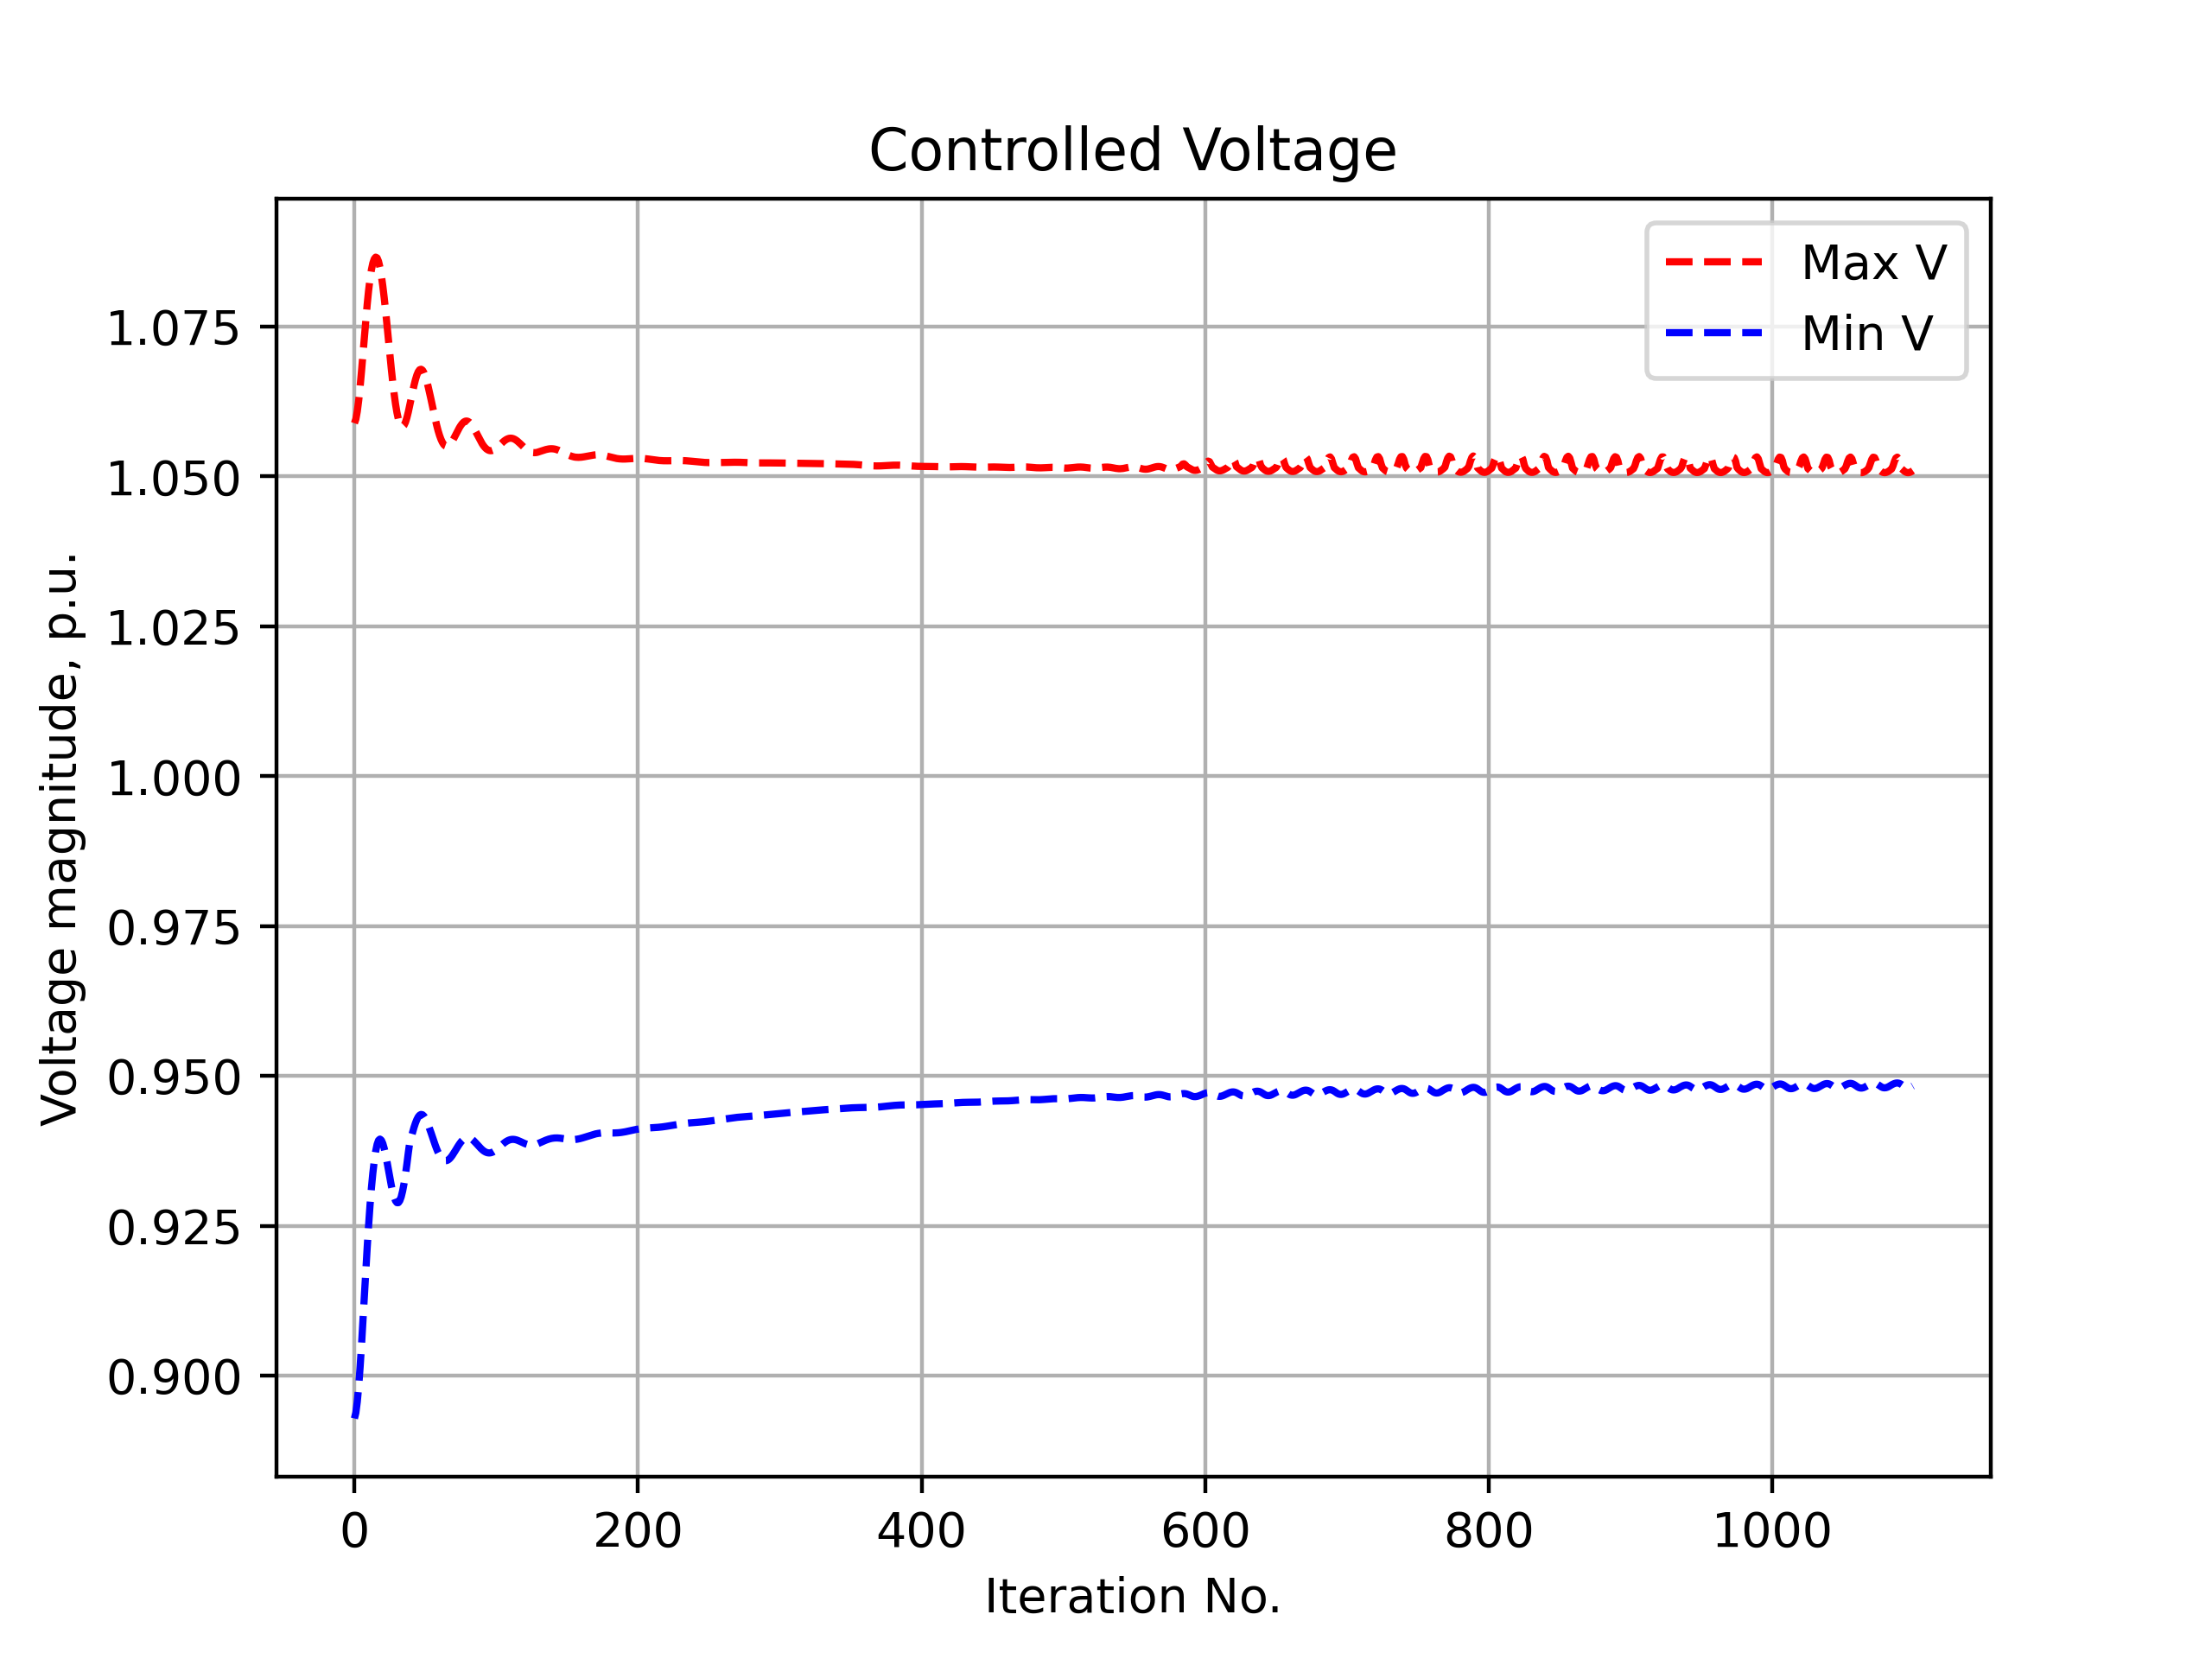 Controlled Voltage
Max V
Min V
1.075
1.050
1.025
1.000
0.975
0.950
0.925
0.900
Voltage magnitude, p.u.
0 200 400 600 800 1000
Iteration No.